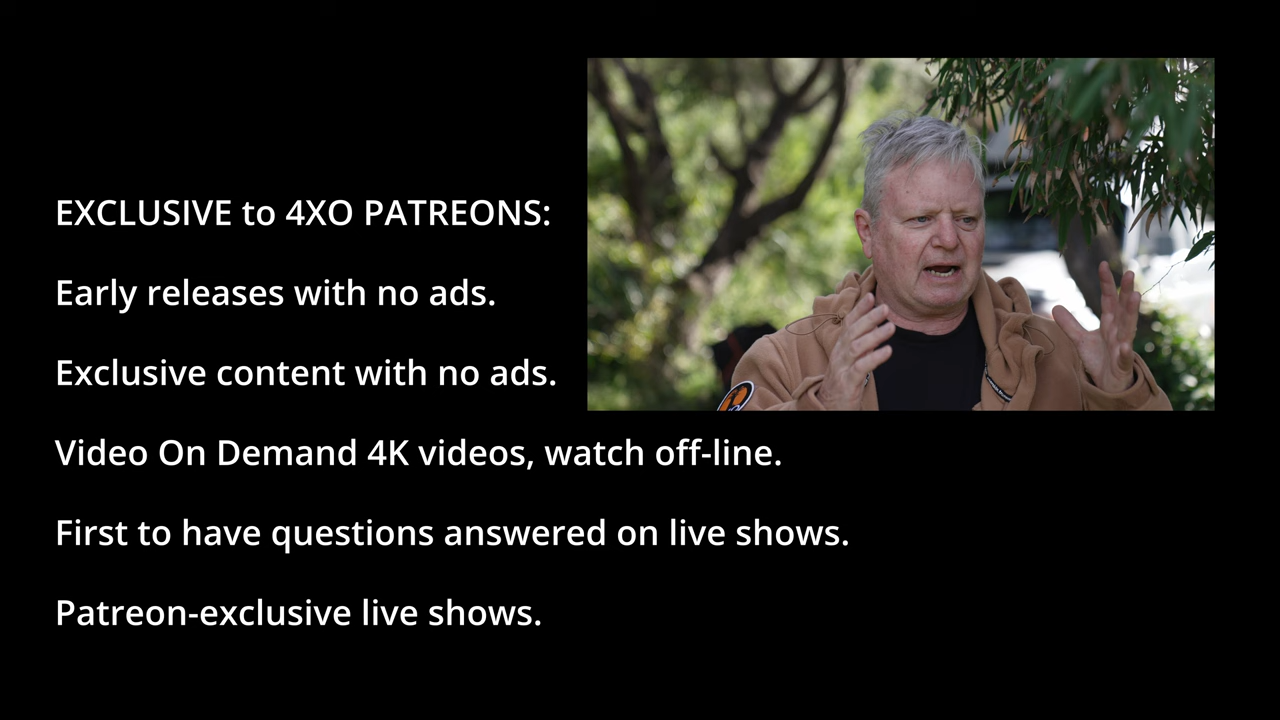 EXCLUSIVE to 4XO PATREONS:
Early releases with no ads.
Exclusive content with no ads.
Video On Demand 4K videos, watch off-line.
First to have questions answered on live shows.
Patreon-exclusive live shows.